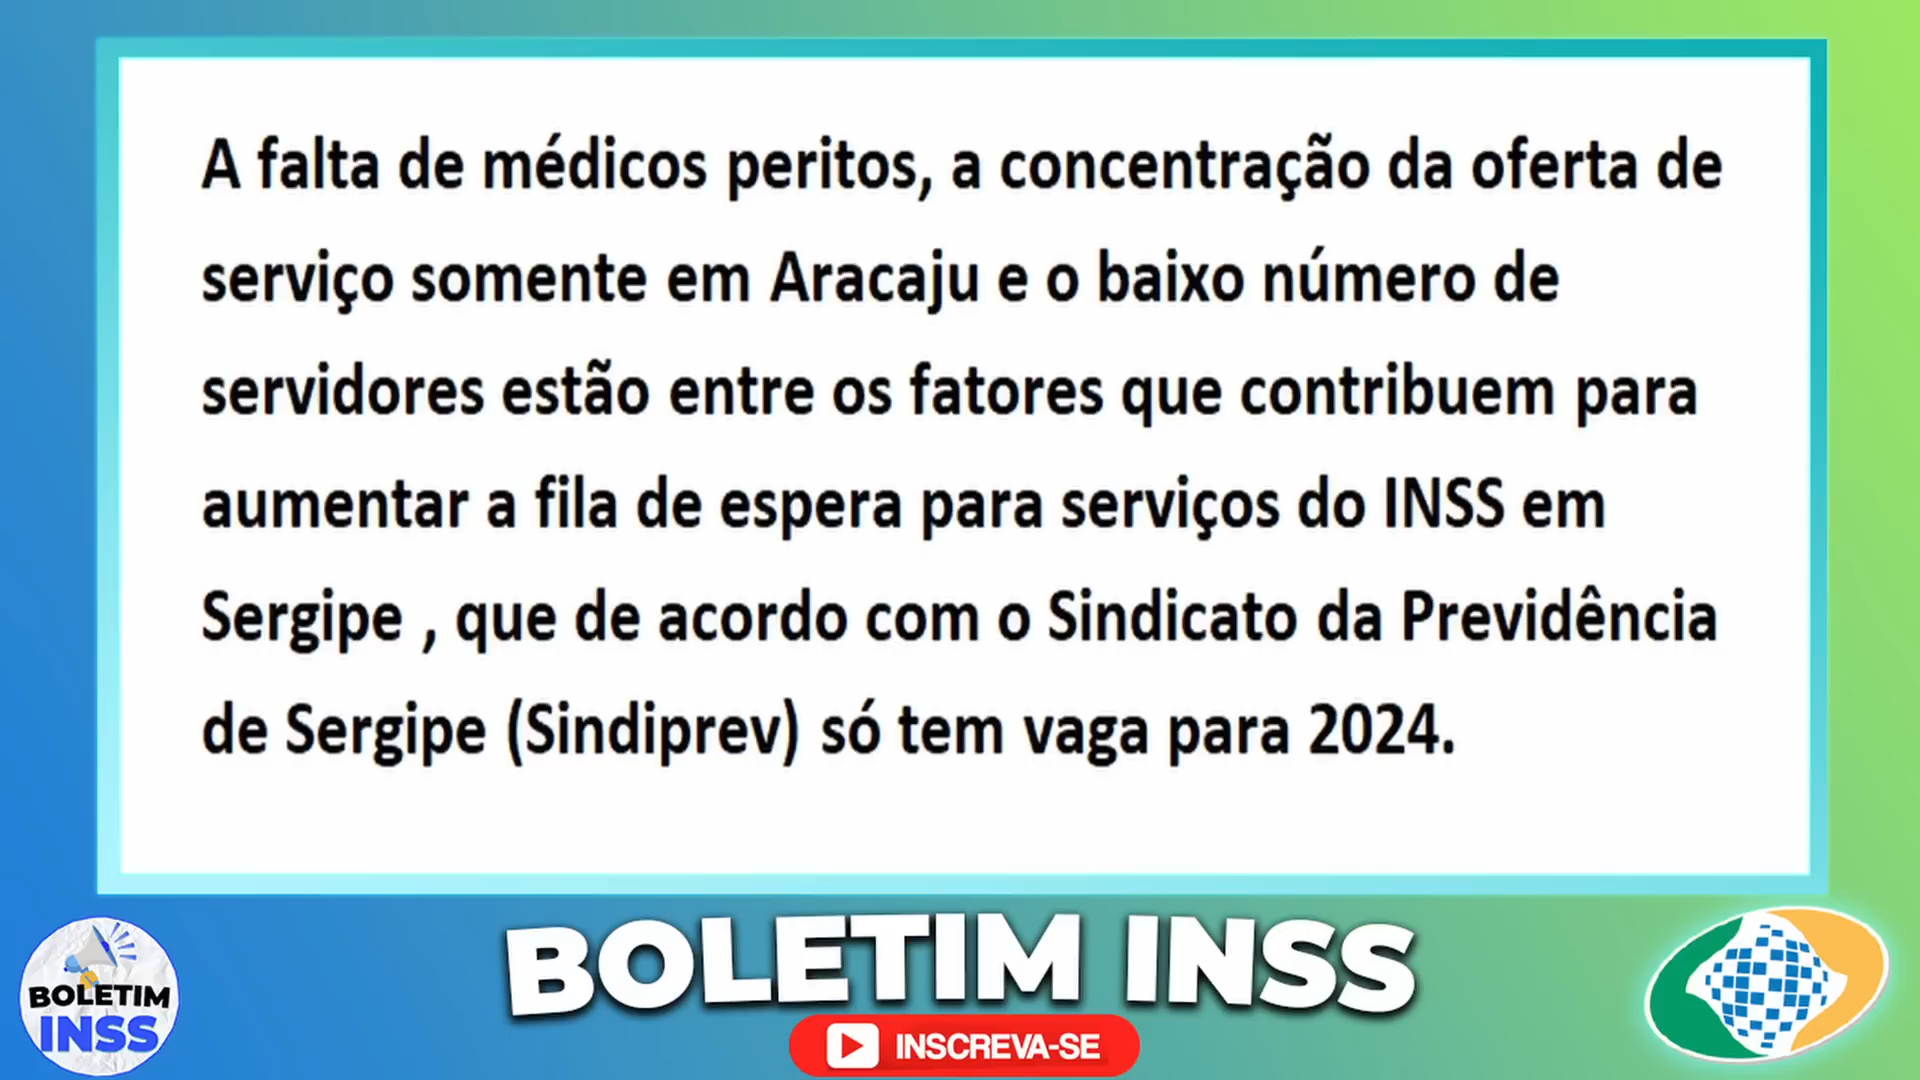 A falta de médicos peritos, a concentração da oferta de
serviço somente em Aracaju e o baixo número de
servidores estão entre os fatores que contribuem para
aumentar a fila de espera para serviços do INSS em
Sergipe , que de acordo com o Sindicato da Previdência
de Sergipe (Sindiprev) só tem vaga para 2024.
BOLETIM INSS
INSCREVA-SE
BOLETIM
INSS